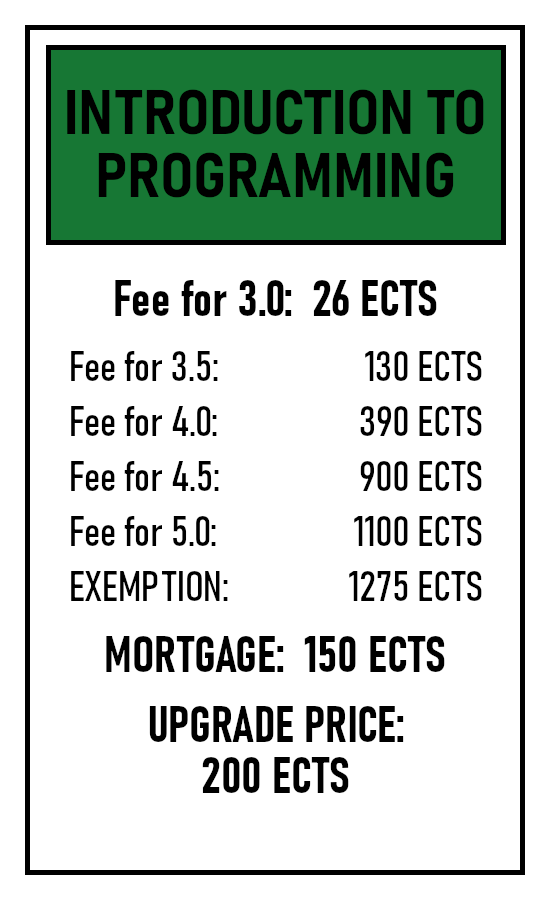 INTRODUCTION TO
PROGRAMMING
Fee for 3.0: 26 ECTS
Fee for 3.5: 130 ECTS
Fee for 4.0: 390 ECTS
Fee for 4.5: 900 ECTS
Fee for 5.0: 1100 ECTS
EXEMPTION: 1275 ECTS
MORTGAGE: 150 ECTS
UPGRADE PRICE:
200 ECTS